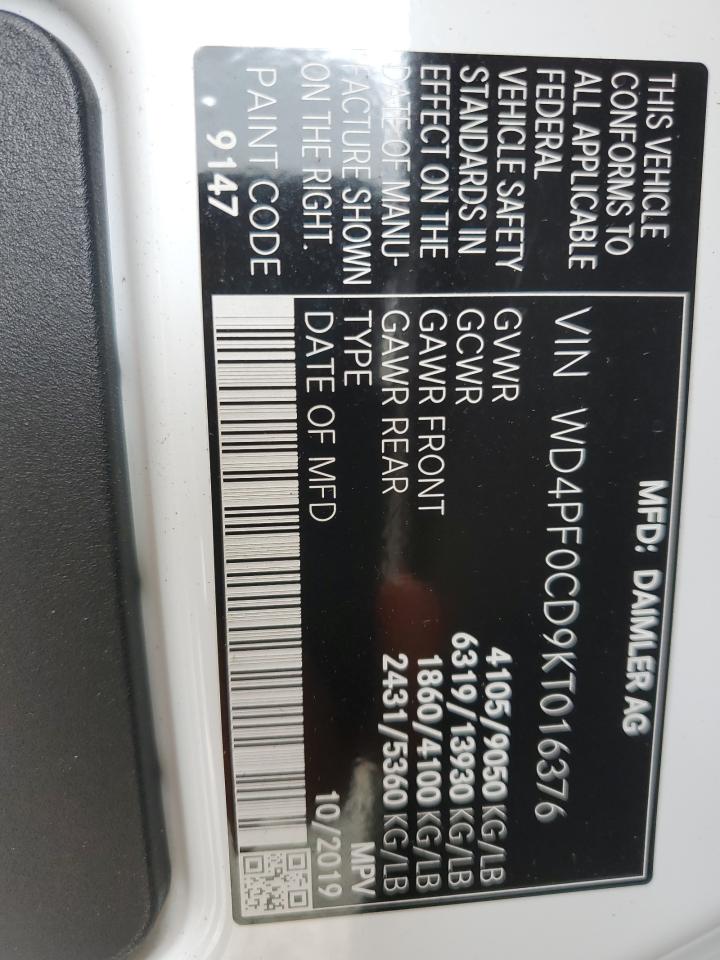 MFD: DAIMLER AG
THIS VEHICLE
CONFORMS TO
ALL APPLICABLE
FEDERAL
VEHICLE SAFETY
STANDARDS IN
EFFECT ON THE
DATE OF MANU-
FACTURE SHOWN
ON THE RIGHT.
PAINT CODE
9147
VIN WD4PF0CD9KT016376
GVWR 4105/9050 KG/LB
GCWR 6319/13930 KG/LB
GAWR FRONT 1860/4100 KG/LB
GAWR REAR 2431/5360 KG/LB
TYPE MPV
DATE OF MFD 10/2019